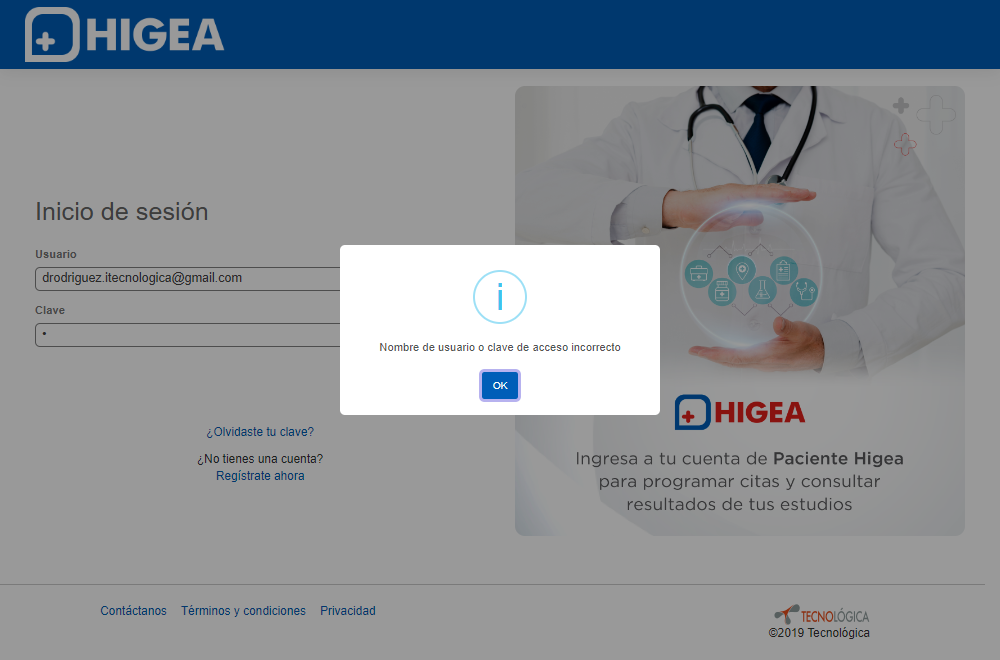 HIGEA
Inicio de sesión
Usuario
drodriguez.itecnologica@gmail.com
Clave
•
¿Olvidaste tu clave?
¿No tienes una cuenta?
Regístrate ahora
i
Nombre de usuario o clave de acceso incorrecto
OK
HIGEA
Ingresa a tu cuenta de Paciente Higea
para programar citas y consultar
resultados de tus estudios
Contáctanos Términos y condiciones Privacidad
TECNOLÓGICA
©2019 Tecnológica